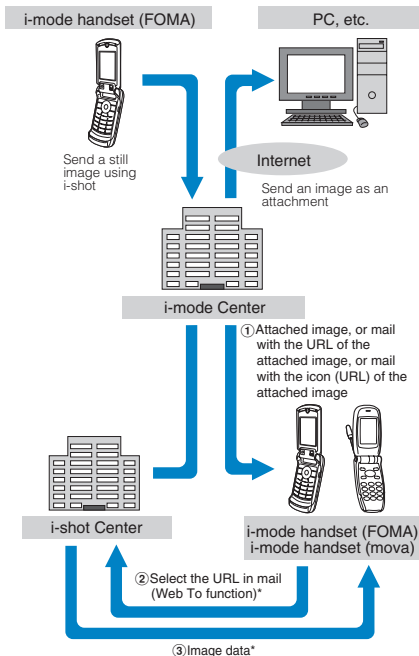 i-mode handset (FOMA)
PC, etc.
Send a still
image using
i-shot
Internet
Send an image as an
attachment
i-mode Center
①Attached image, or mail
with the URL of the
attached image, or mail
with the icon (URL) of the
attached image
i-shot Center
i-mode handset (FOMA)
i-mode handset (mova)
②Select the URL in mail
(Web To function)*
③Image data*